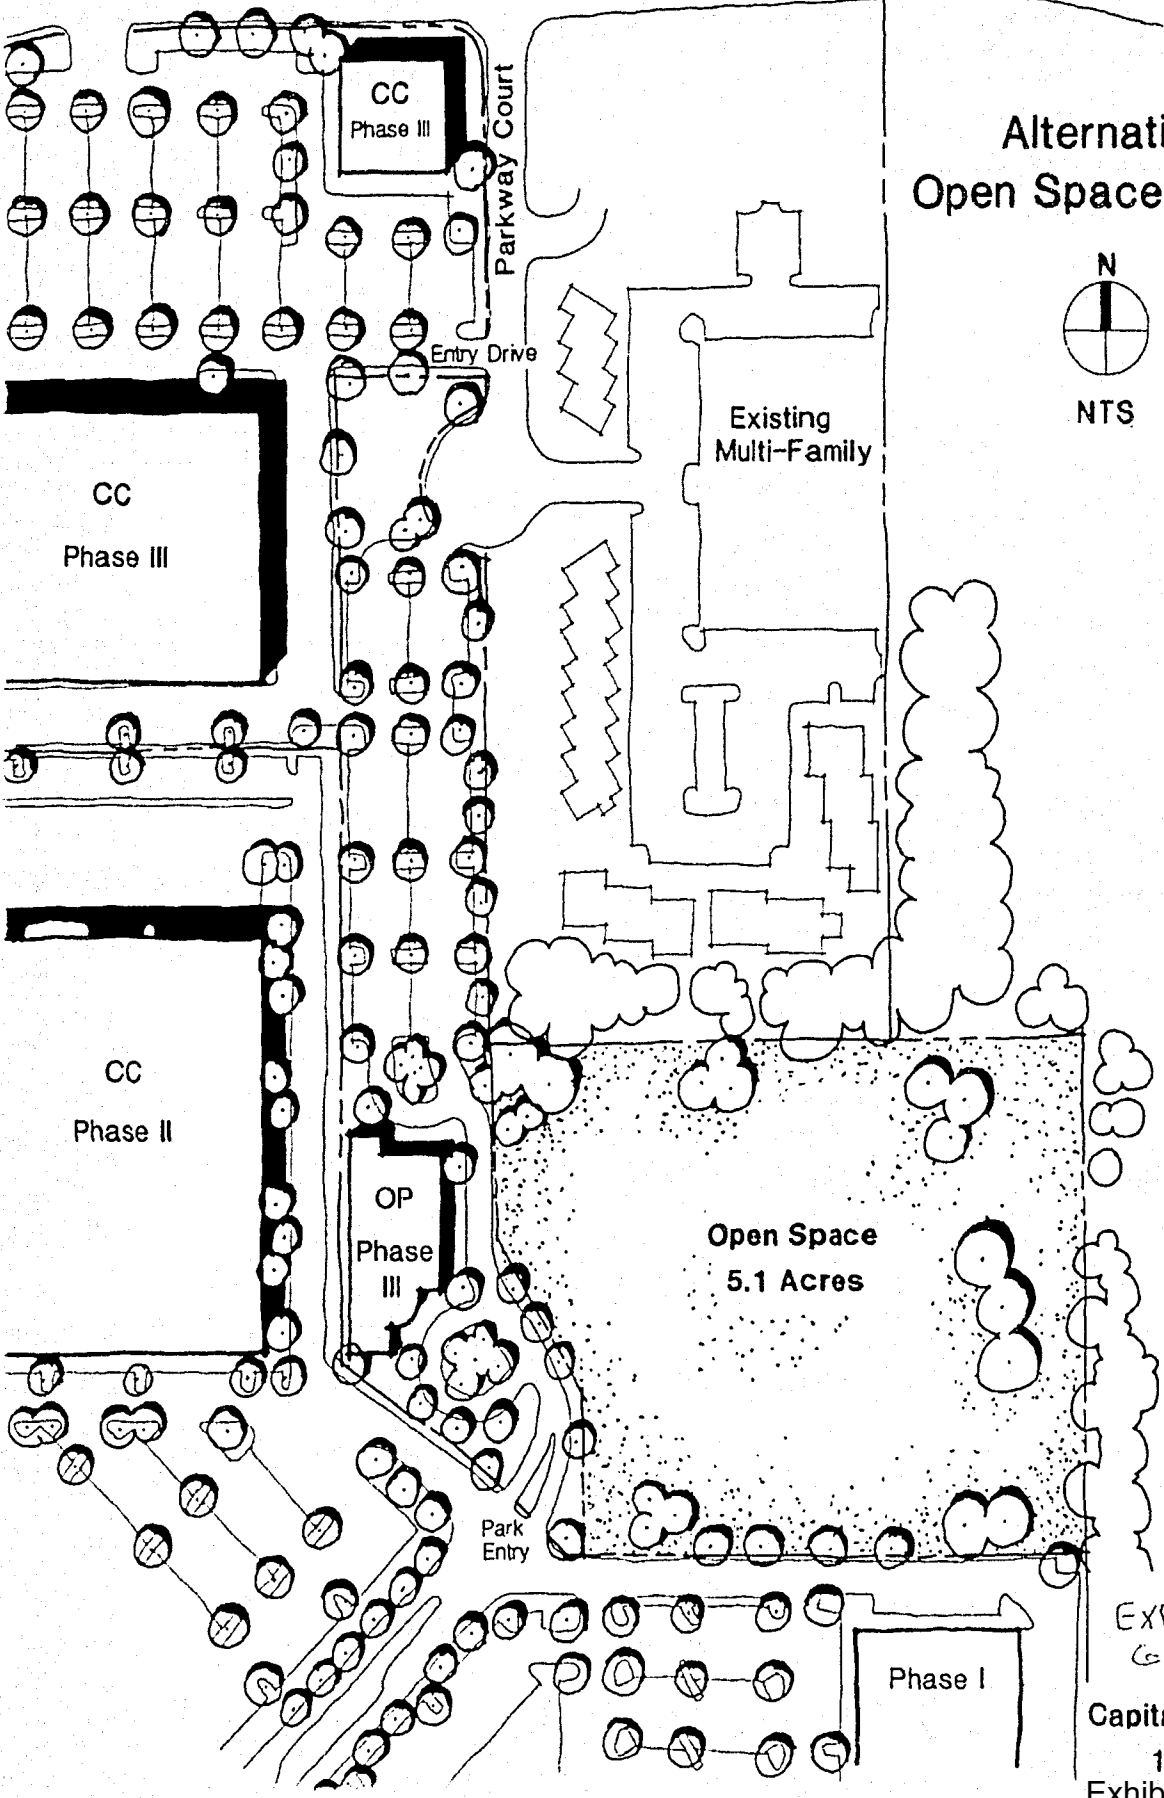 Alternati
Open Space
N
NTS
CC
Phase III
Parkway Court
Entry Drive
Existing
Multi-Family
CC
Phase III
CC
Phase II
OP
Phase
III
Open Space
5.1 Acres
Park
Entry
Phase I
Capita
1
Exhib